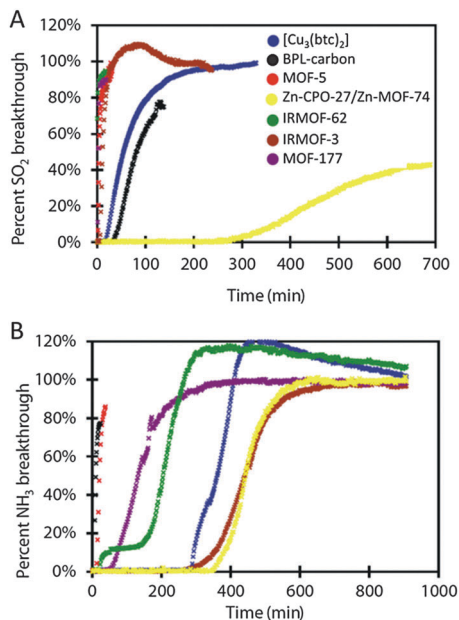 A
120%
100%
80%
60%
40%
20%
0%
Percent SO2 breakthrough
0 100 200 300 400 500 600 700
Time (min)
[Cu3(btc)2]
BPL-carbon
MOF-5
Zn-CPO-27/Zn-MOF-74
IRMOF-62
IRMOF-3
MOF-177
B
120%
100%
80%
60%
40%
20%
0%
Percent NH3 breakthrough
0 200 400 600 800 1000
Time (min)